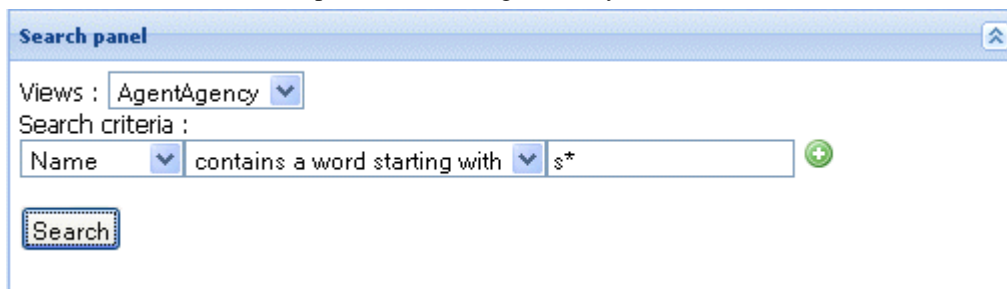 Search panel
Views : AgentAgency
Search criteria :
Name contains a word starting with s*
Search